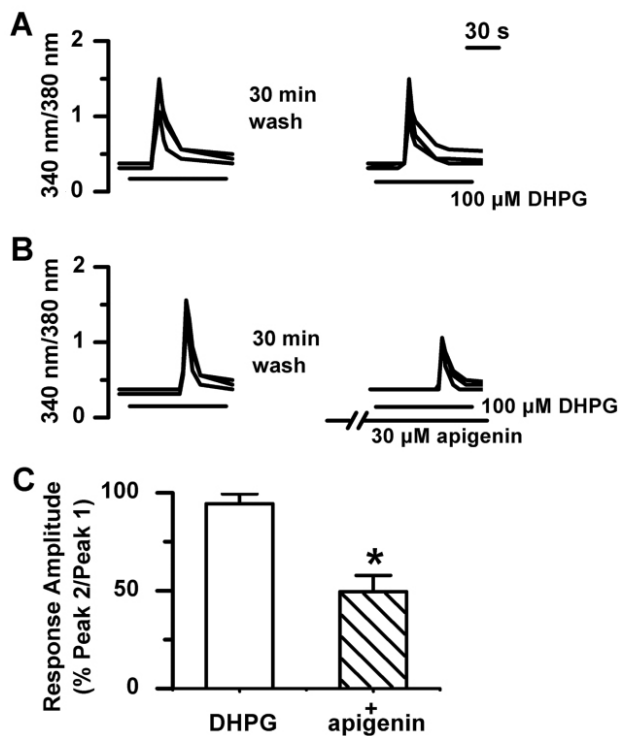 A
30 s
340 nm/380 nm
2
1
0
30 min
wash
100 µM DHPG
B
340 nm/380 nm
2
1
0
30 min
wash
100 µM DHPG
30 µM apigenin
C
Response Amplitude
(% Peak 2/Peak 1)
100
50
0
*
DHPG
+
apigenin